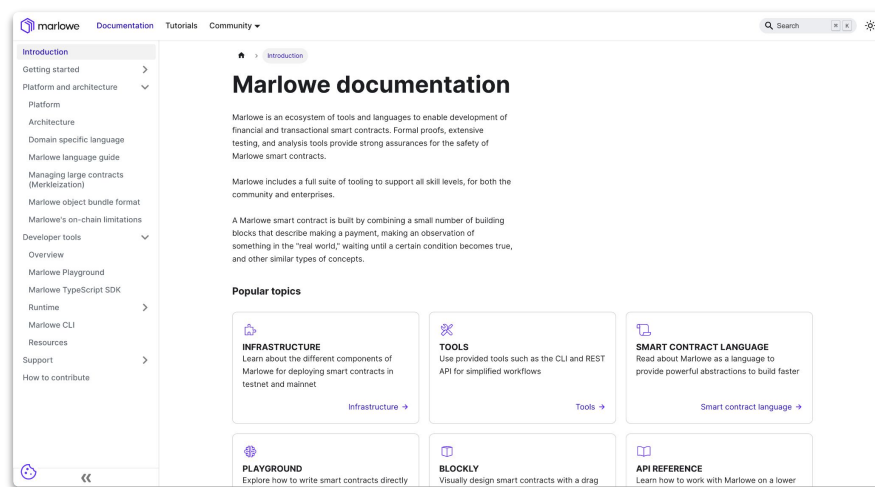 marlowe Documentation Tutorials Community Search ⌘ K
Introduction
Getting started
Platform and architecture
Platform
Architecture
Domain specific language
Marlowe language guide
Managing large contracts
(Merkleization)
Marlowe object bundle format
Marlowe's on-chain limitations
Developer tools
Overview
Marlowe Playground
Marlowe TypeScript SDK
Runtime
Marlowe CLI
Resources
Support
How to contribute
Introduction
Marlowe documentation
Marlowe is an ecosystem of tools and languages to enable development of
financial and transactional smart contracts. Formal proofs, extensive
testing, and analysis tools provide strong assurances for the safety of
Marlowe smart contracts.
Marlowe includes a full suite of tooling to support all skill levels, for both the
community and enterprises.
A Marlowe smart contract is built by combining a small number of building
blocks that describe making a payment, making an observation of
something in the "real world," waiting until a certain condition becomes true,
and other similar types of concepts.
Popular topics
INFRASTRUCTURE
Learn about the different components of
Marlowe for deploying smart contracts in
testnet and mainnet
Infrastructure →
TOOLS
Use provided tools such as the CLI and REST
API for simplified workflows
Tools →
SMART CONTRACT LANGUAGE
Read about Marlowe as a language to
provide powerful abstractions to build faster
Smart contract language →
PLAYGROUND
Explore how to write smart contracts directly
BLOCKLY
Visually design smart contracts with a drag
API REFERENCE
Learn how to work with Marlowe on a lower